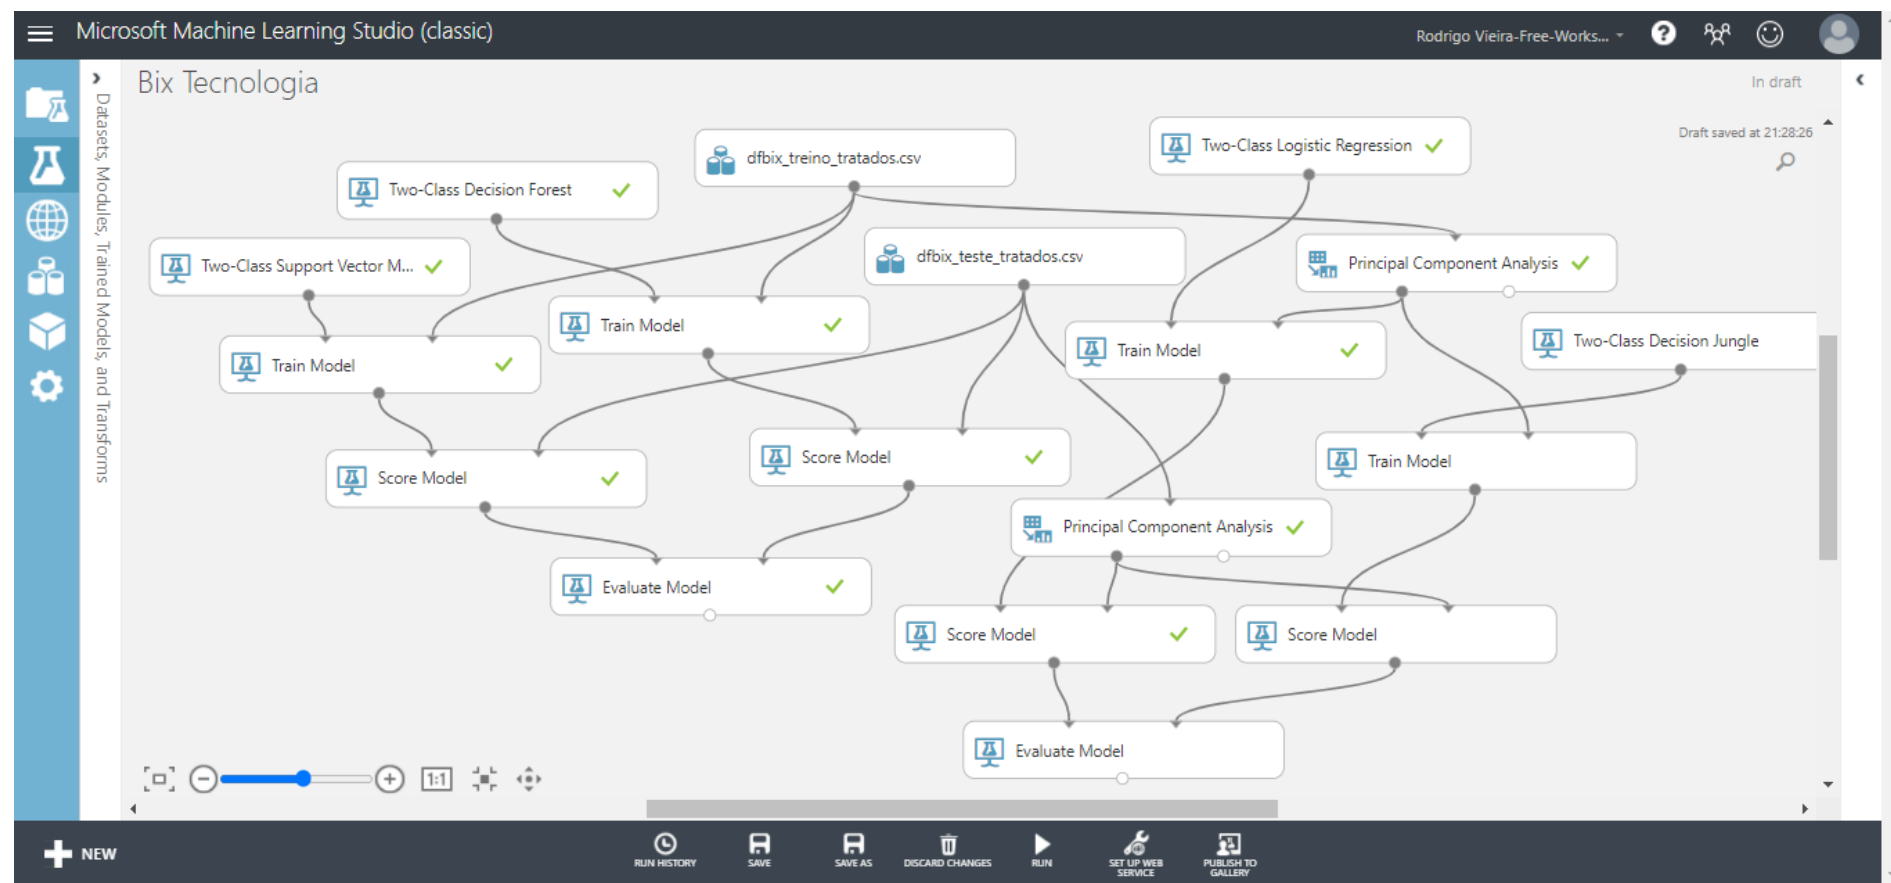 Microsoft Machine Learning Studio (classic)
Rodrigo Vieira-Free-Works...
?
Bix Tecnologia
In draft
Draft saved at 21:28:26
Datasets, Modules, Trained Models, and Transforms
Two-Class Logistic Regression
dfbix_treino_tratados.csv
Two-Class Decision Forest
dfbix_teste_tratados.csv
Principal Component Analysis
Two-Class Support Vector M...
Train Model
Two-Class Decision Jungle
Train Model
Train Model
Score Model
Train Model
Score Model
Principal Component Analysis
Evaluate Model
Score Model
Score Model
Evaluate Model
1:1
NEW
RUN HISTORY
SAVE
SAVE AS
DISCARD CHANGES
RUN
SET UP WEB
SERVICE
PUBLISH TO
GALLERY